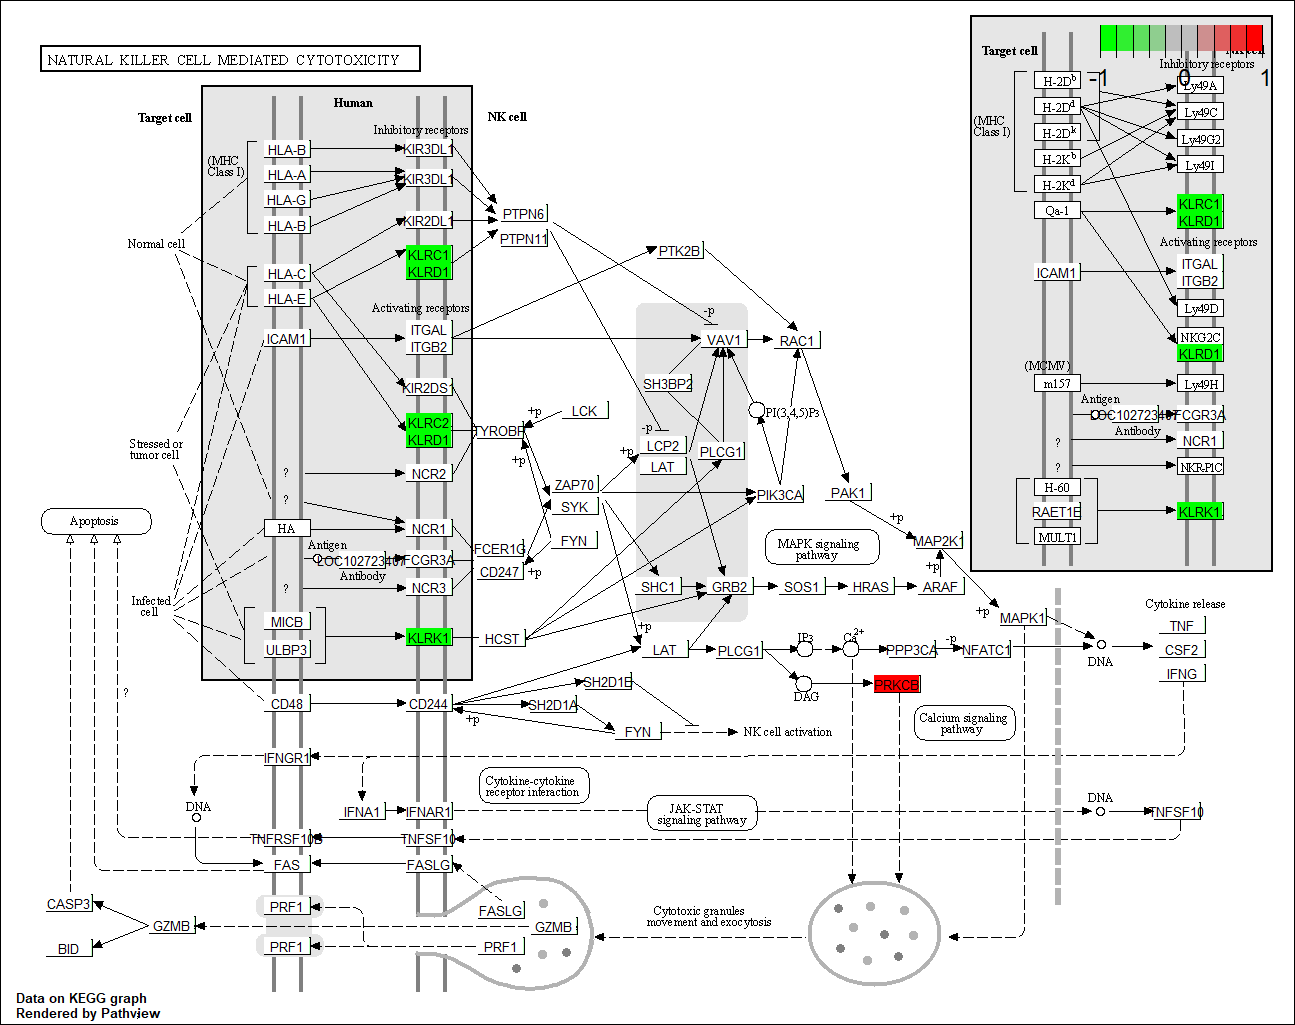 NATURAL KILLER CELL MEDIATED CYTOTOXICITY
Target cell
Human
NK cell
Inhibitory receptors
(MHC
Class I)
HLA-B
KIR3DL1
HLA-A
KIR3DL1
HLA-G
HLA-B
KIR2DL1
PTPN6
PTPN11
Normal cell
KLRC1
KLRD1
HLA-C
HLA-E
Activating receptors
ICAM1
ITGAL
ITGB2
PTK2B
-p
VAV1
RAC1
KIR2DS1
SH3BP2
LCK
+p
PI(3,4,5)P3
KLRC2
KLRD1
TYROBP
-p
LCP2
LAT
PLCG1
Stressed or
tumor cell
?
NCR2
+p
+p
ZAP70
SYK
PIK3CA
PAK1
?
HA
NCR1
Apoptosis
FYN
+p
FCER1G
CD247
+p
Antigen
LOC102723407
FCGR3A
Antibody
?
NCR3
MAPK signaling
pathway
MAP2K1
+p
SHC1
GRB2
SOS1
HRAS
ARAF
Infected
cell
MICB
ULBP3
KLRK1
HCST
+p
+p
MAPK1
LAT
PLCG1
IP3
Ca2+
PPP3CA
-p
NFATC1
DNA
Cytokine release
TNF
CSF2
IFNG
DAG
PRKCB
?
CD48
CD244
SH2D1B
SH2D1A
+p
FYN
NK cell activation
Calcium signaling
pathway
IFNGR1
Cytokine-cytokine
receptor interaction
DNA
IFNA1
IFNAR1
JAK-STAT
signaling pathway
DNA
TNFSF10
TNFRSF10B
TNFSF10
FAS
FASLG
CASP3
BID
GZMB
PRF1
PRF1
FASLG
GZMB
PRF1
Cytotoxic granules
movement and exocytosis
Target cell
-1
0
1
cell
Inhibitory receptors
(MHC
Class I)
H-2Db
H-2Dd
H-2Dk
H-2Kb
H-2Kd
Ly49A
Ly49C
Ly49G2
Ly49I
Qa-1
KLRC1
KLRD1
Activating receptors
ICAM1
ITGAL
ITGB2
Ly49D
NKG2C
KLRD1
(MCMV)
m157
Ly49H
Antigen
LOC102723407
FCGR3A
Antibody
?
NCR1
?
NKR-P1C
H-60
RAET1E
MULT1
KLRK1
Data on KEGG graph
Rendered by Pathview